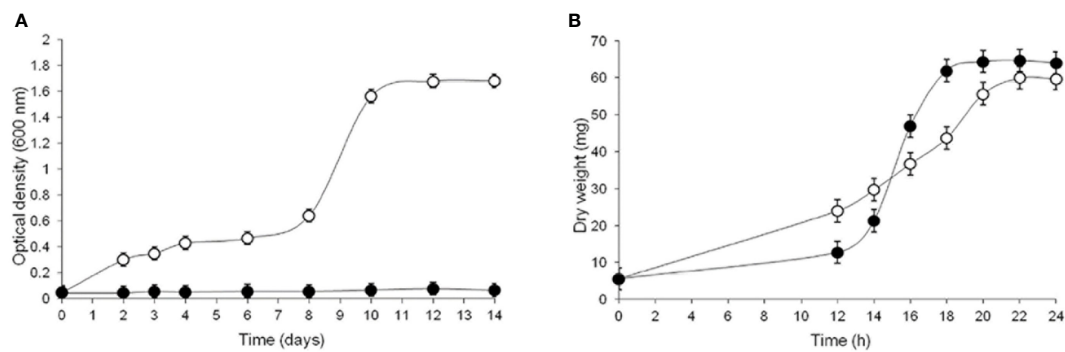 A
2
1.8
1.6
1.4
1.2
1
0.8
0.6
0.4
0.2
0
Optical density (600 nm)
0 1 2 3 4 5 6 7 8 9 10 11 12 13 14
Time (days)
B
70
60
50
40
30
20
10
0
Dry weight (mg)
0 2 4 6 8 10 12 14 16 18 20 22 24
Time (h)